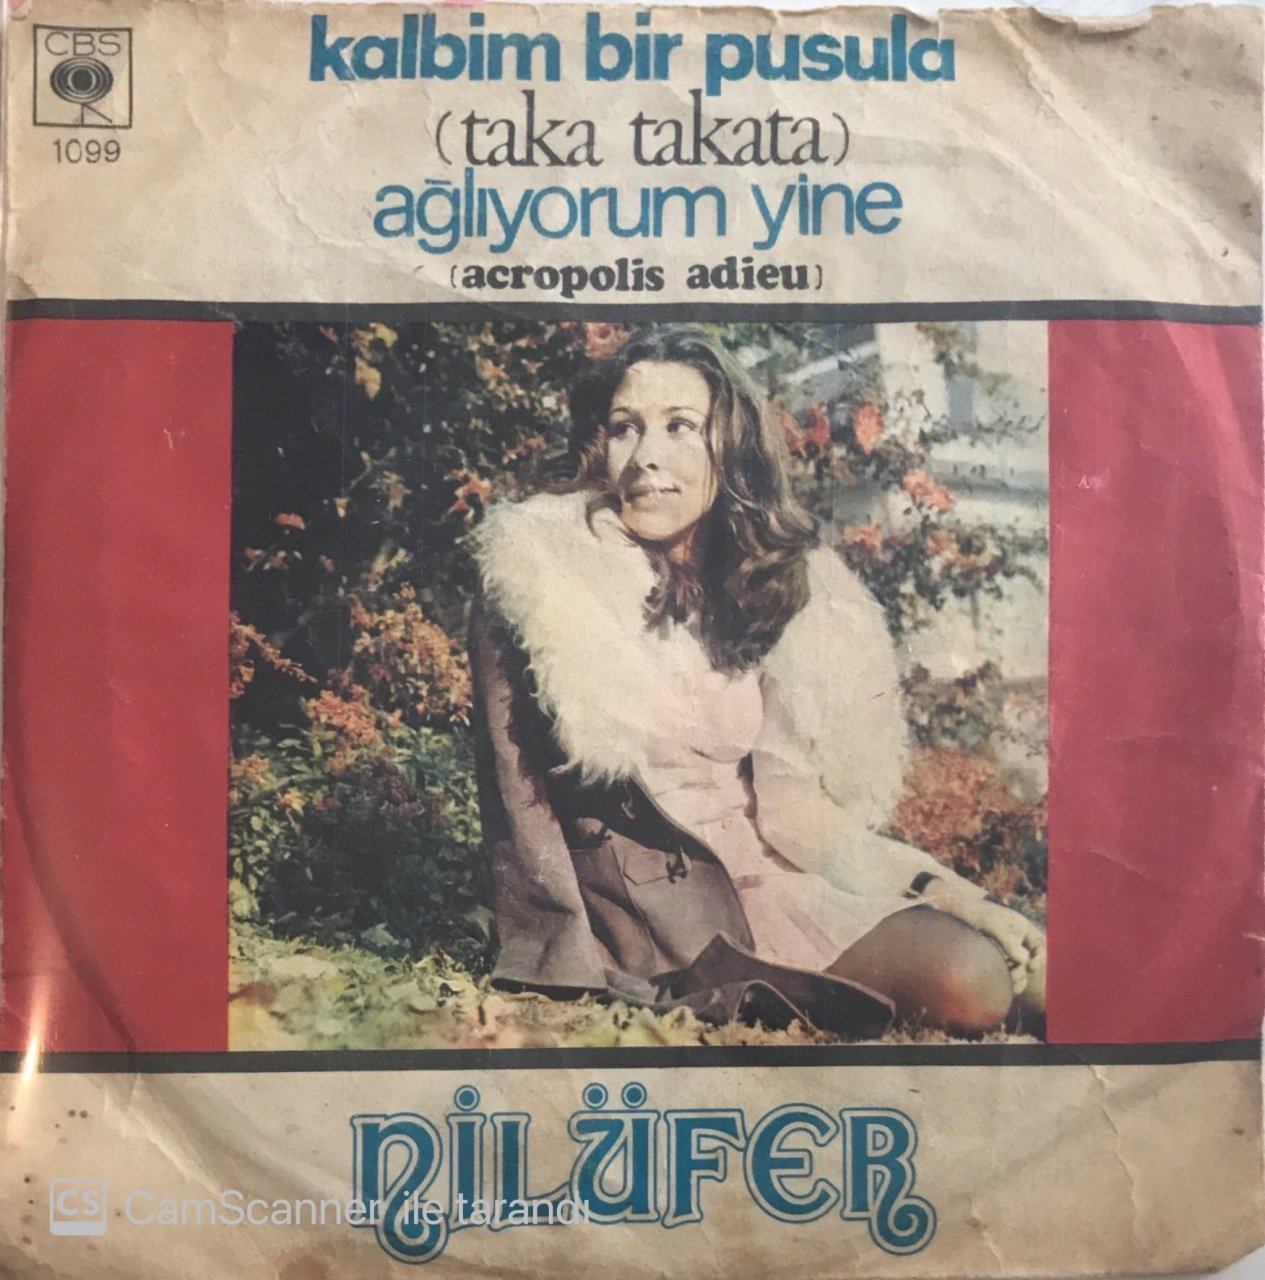 CBS
1099
kalbim bir pusula
(taka takata)
ağlıyorum yine
(acropolis adieu)
NİLÜFER
CS CamScanner ile tarandı